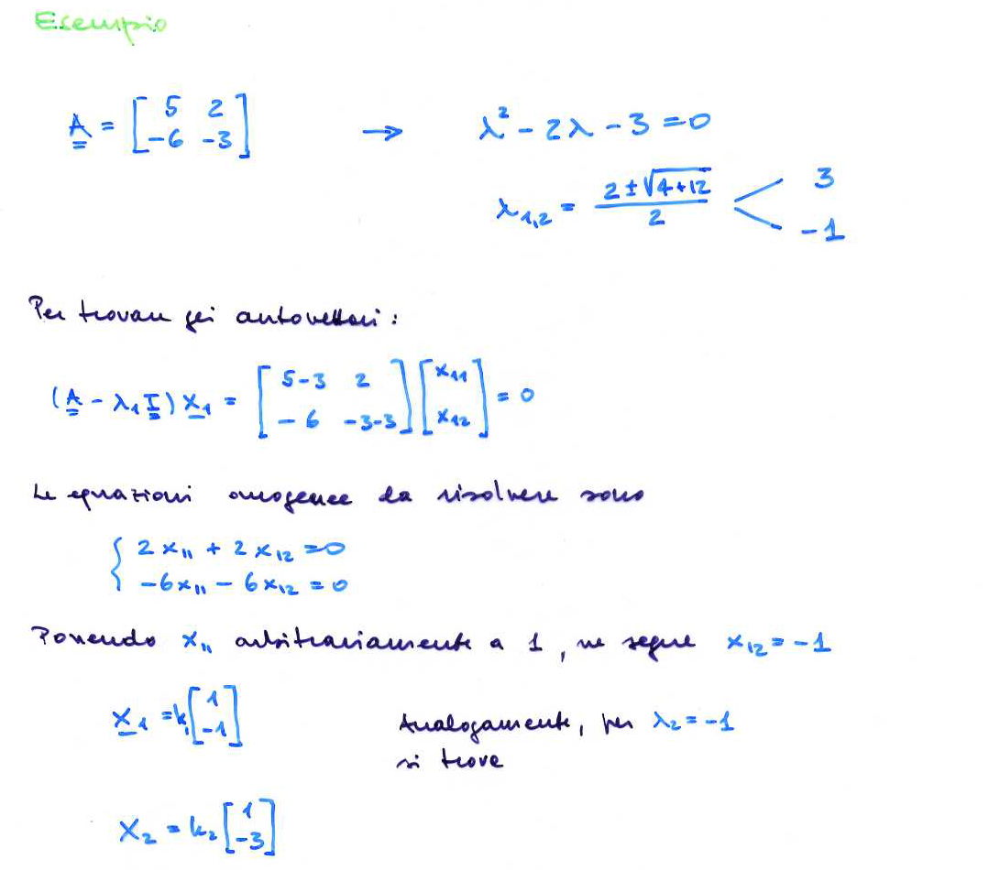 Esempio
A = [ 5 2 ; -6 -3 ] → λ² - 2λ - 3 = 0
λ1,2 = (2 ± √(4+12)) / 2 < 3 ; -1
Per trovare gli autovettori:
(A - λ1 I) x1 = [ 5-3 2 ; -6 -3-3 ] [ x11 ; x12 ] = 0
Le equazioni omogenee da risolvere sono
{ 2x11 + 2x12 = 0
-6x11 - 6x12 = 0
Ponendo x11 arbitrariamente a 1, ne segue x12 = -1
x1 = k1 [ 1 ; -1 ] Analogamente, per λ2 = -1
si trova
x2 = k2 [ 1 ; -3 ]